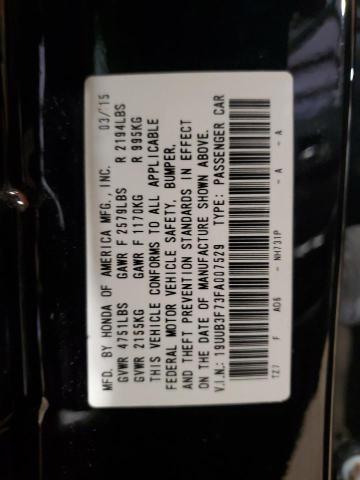 MFD. BY HONDA OF AMERICA MFG., INC. 03/15
GVWR 4751LBS GAWR F 2579LBS R 2194LBS
GVWR 2155KG GAWR F 1170KG R 995KG
THIS VEHICLE CONFORMS TO ALL APPLICABLE
FEDERAL MOTOR VEHICLE SAFETY, BUMPER,
AND THEFT PREVENTION STANDARDS IN EFFECT
ON THE DATE OF MANUFACTURE SHOWN ABOVE.
V.I.N.: 19UUB3F73FA007529 TYPE: PASSENGER CAR
TZ7 F AO6 - NH731P - A - A